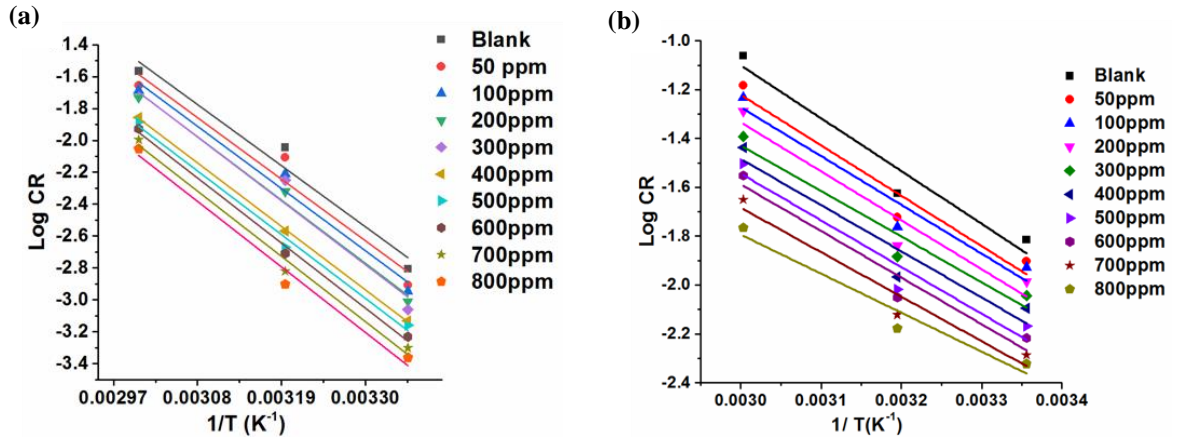 (a)
Log CR
-1.4
-1.6
-1.8
-2.0
-2.2
-2.4
-2.6
-2.8
-3.0
-3.2
-3.4
0.00297 0.00308 0.00319 0.00330
1/T (K-1)
Blank
50 ppm
100ppm
200ppm
300ppm
400ppm
500ppm
600ppm
700ppm
800ppm
(b)
Log CR
-1.0
-1.2
-1.4
-1.6
-1.8
-2.0
-2.2
-2.4
0.0030 0.0031 0.0032 0.0033 0.0034
1/ T(K-1)
Blank
50ppm
100ppm
200ppm
300ppm
400ppm
500ppm
600ppm
700ppm
800ppm